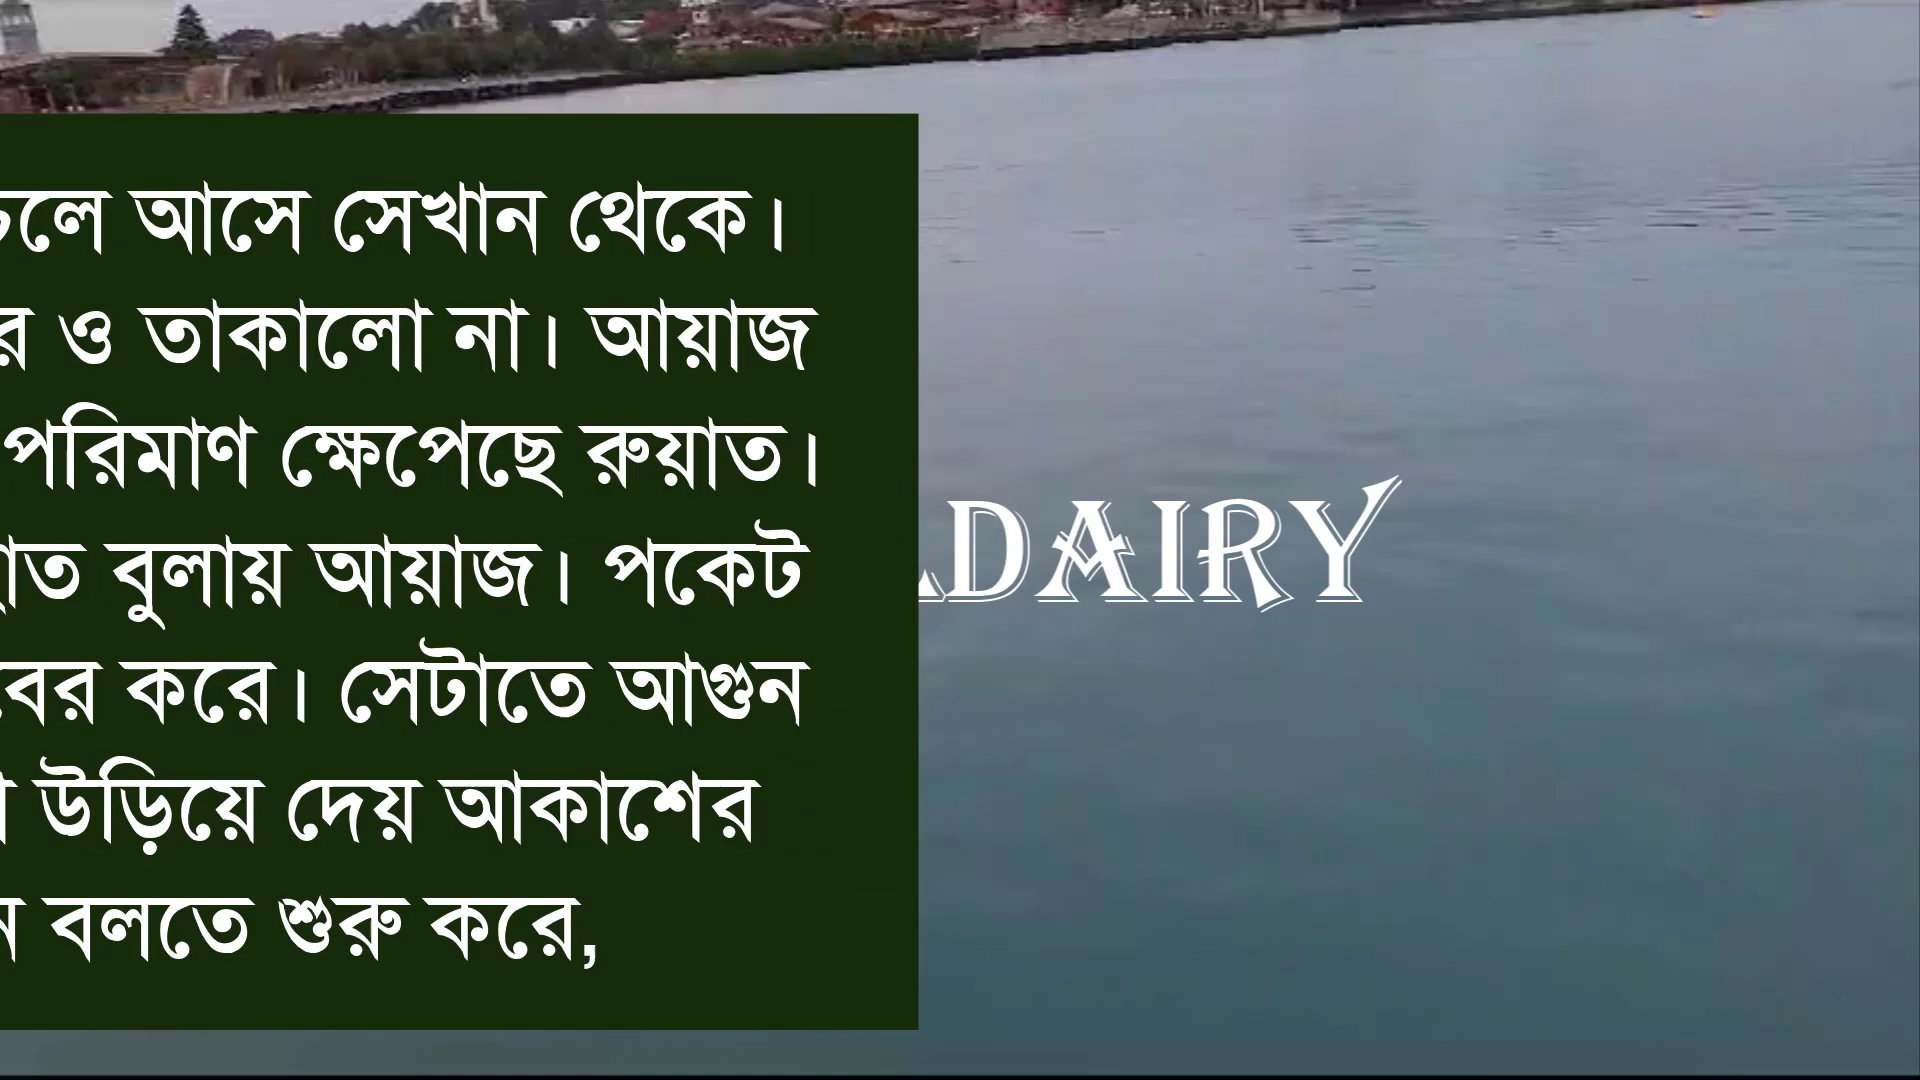 চলে আসে সেখান থেকে।
ও তাকালো না। আয়াজ
পরিমাণ ক্ষেপেছে রুয়াত।
বুলায় আয়াজ। পকেট
করে। সেটাতে আগুন
উড়িয়ে দেয় আকাশের
বলতে শুরু করে,
DAIRY